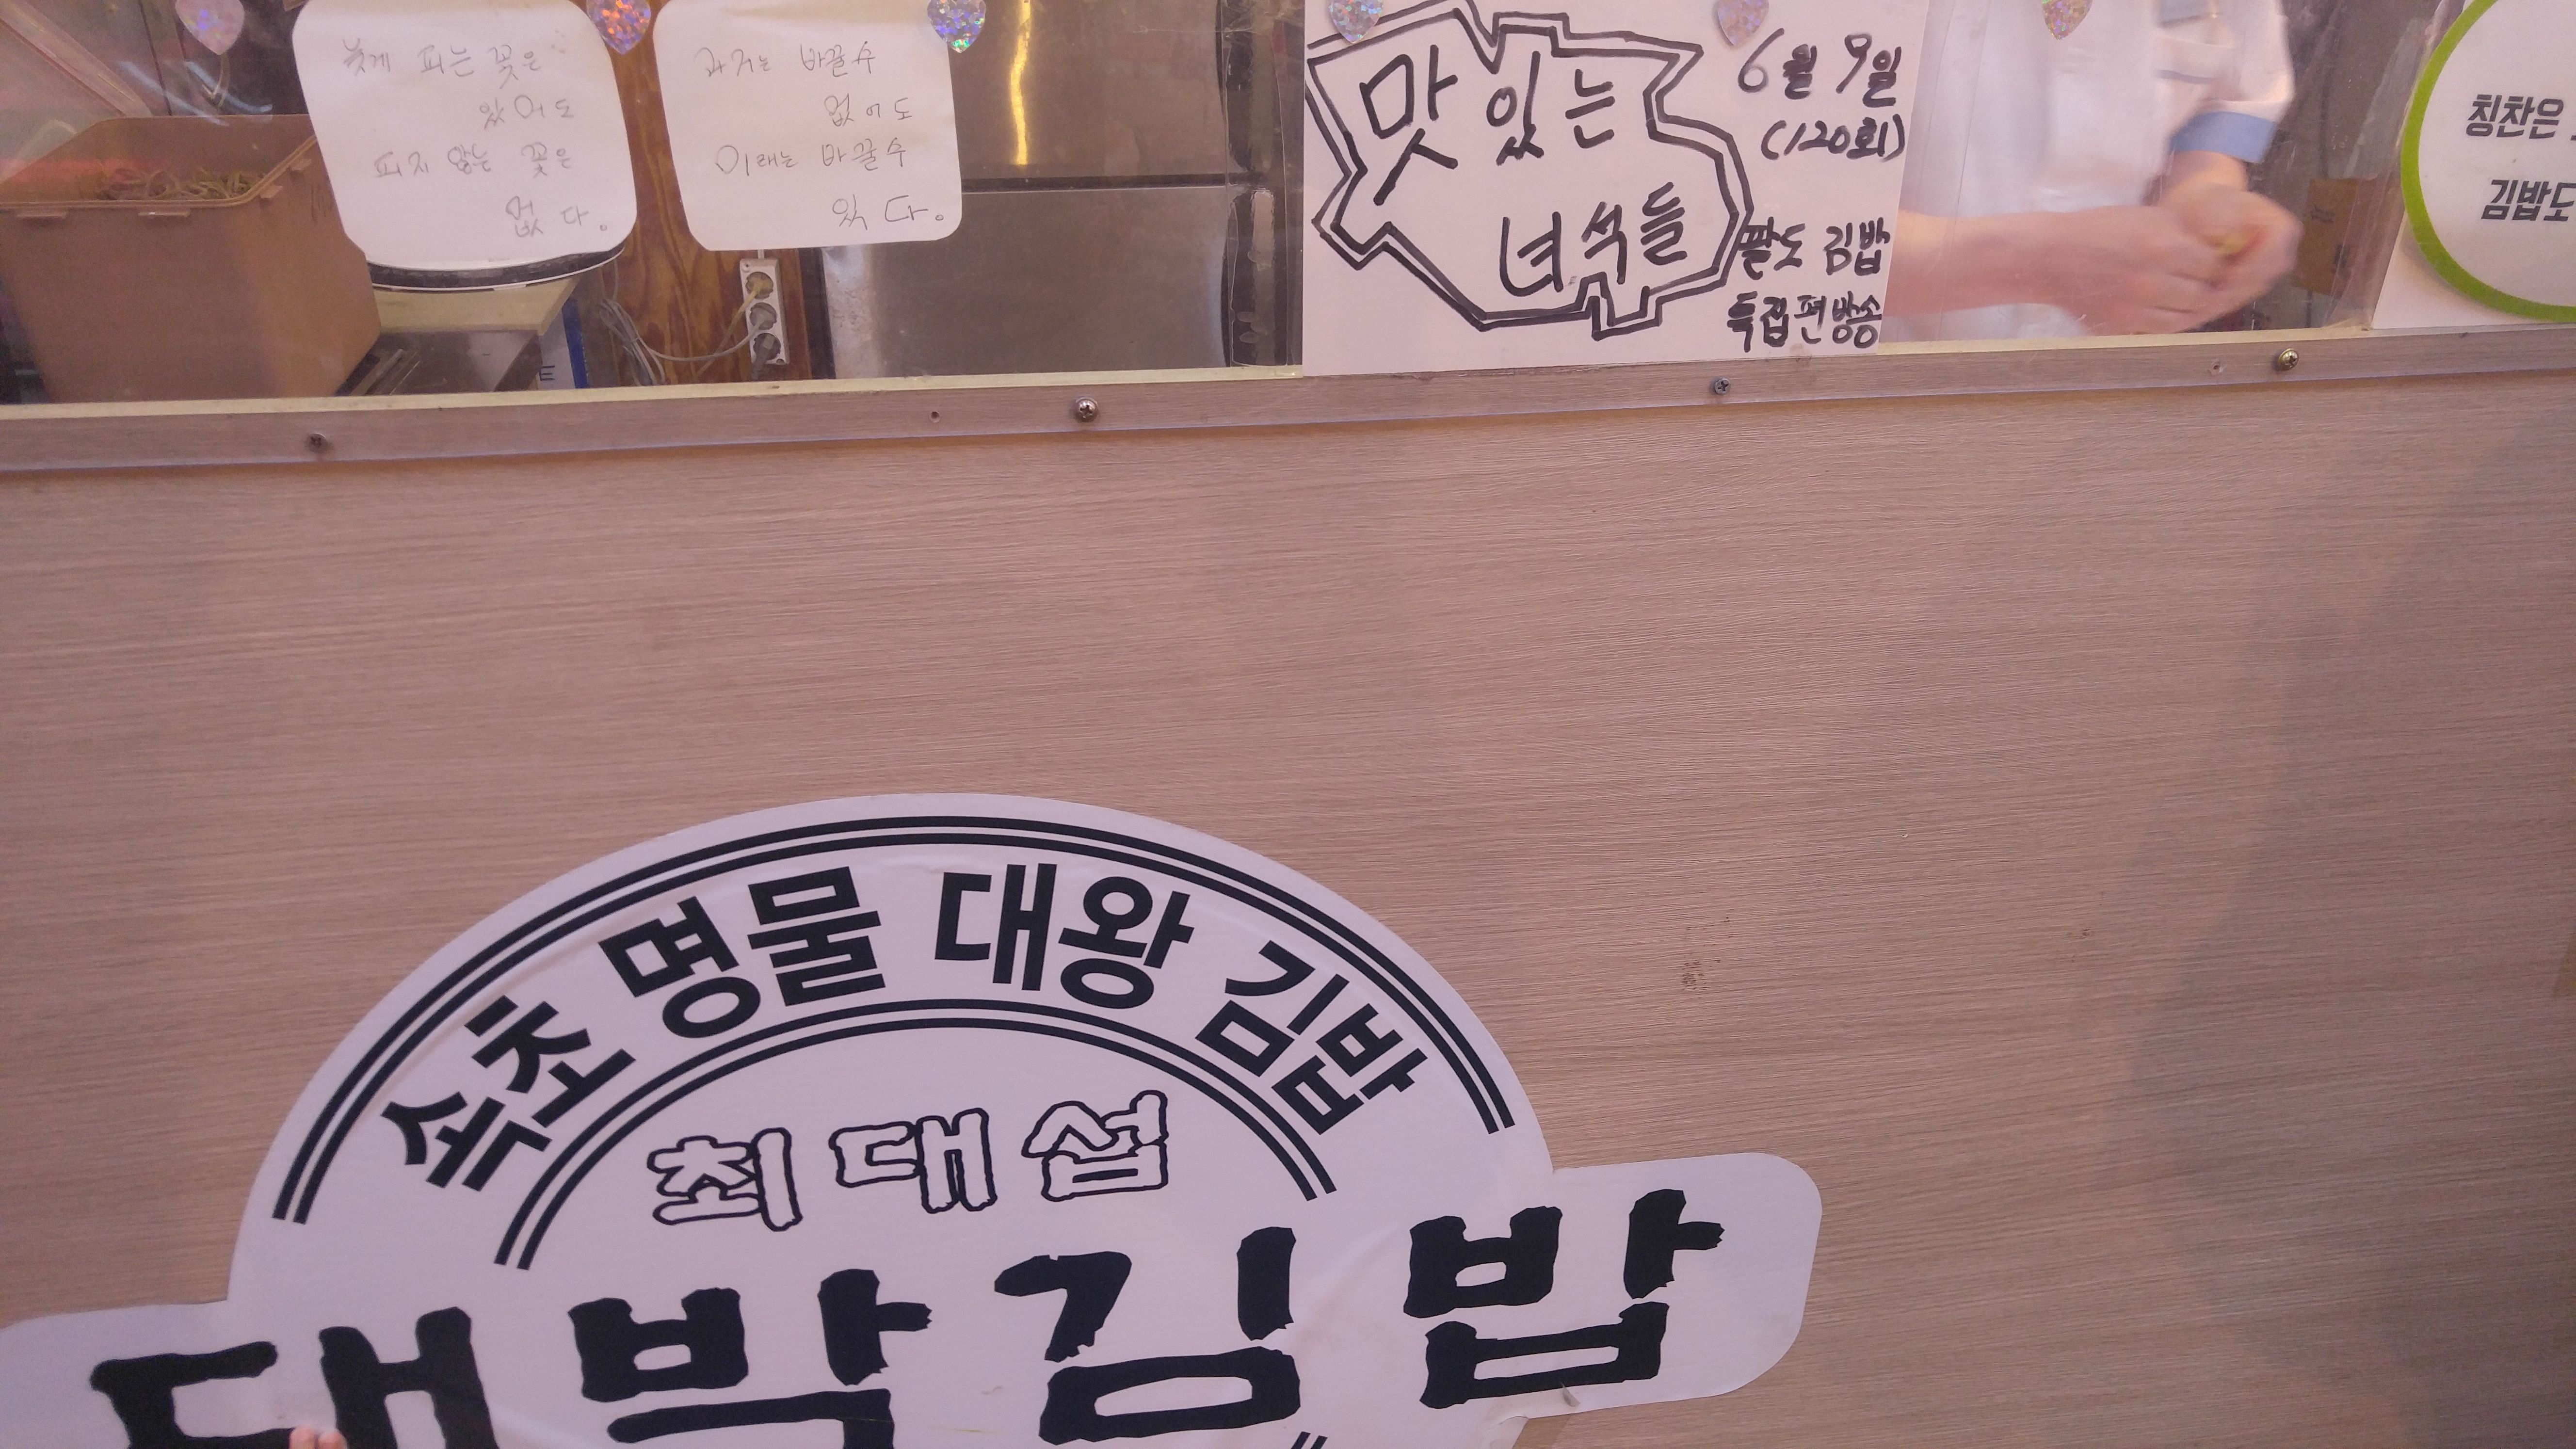 늦게 피는 꽃은
있어도
피지 않는 꽃은
없다.
과거는 바꿀수
없어도
미래는 바꿀수
있다.
맛있는
녀석들
6월 9일
(120회)
팔도 김밥
특집편방송
칭찬은
김밥도
속초 명물 대왕 김밥
최대섭
대박김밥